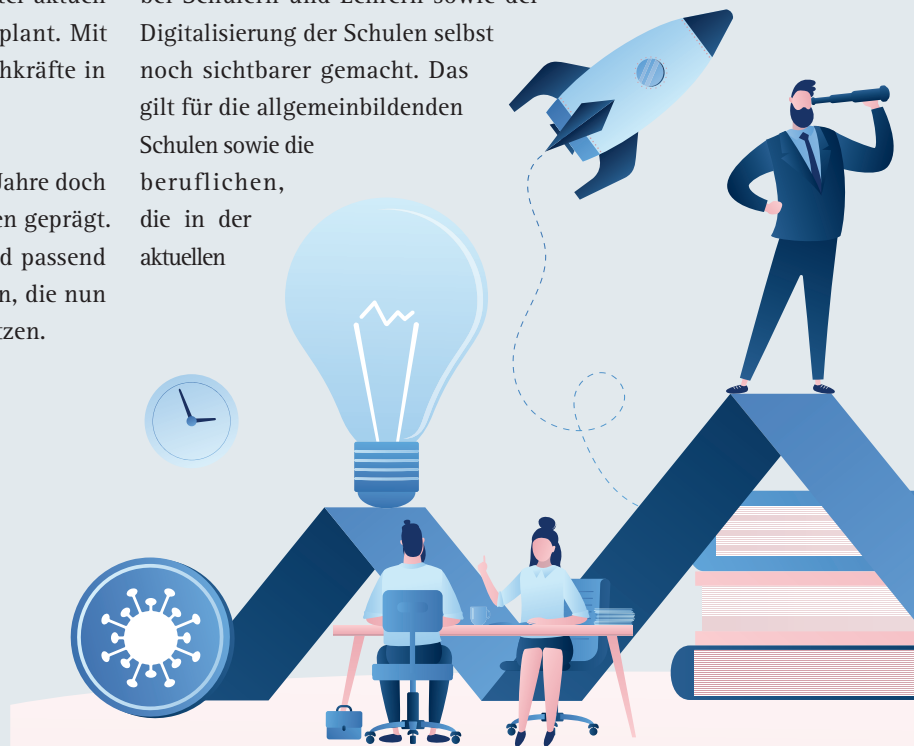 plant. Mit
hkräfte in
Jahre doch
en geprägt.
d passend
n, die nun
tzen.
Digitalisierung der Schulen selbst
noch sichtbarer gemacht. Das
gilt für die allgemeinbildenden
Schulen sowie die
beruflichen,
die in der
aktuellen